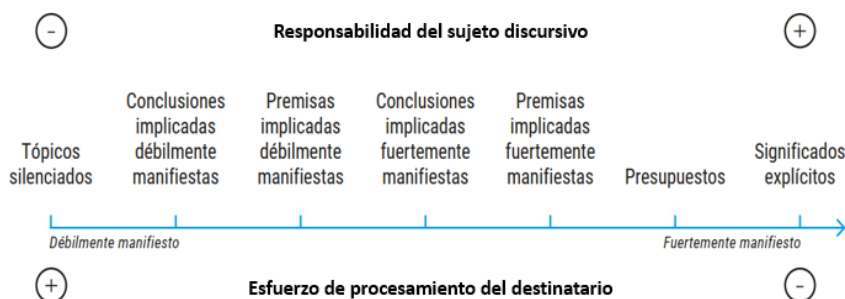 - Responsabilidad del sujeto discursivo +
Tópicos
silenciados
Conclusiones
implicadas
débilmente
manifiestas
Premisas
implicadas
débilmente
manifiestas
Conclusiones
implicadas
fuertemente
manifiestas
Premisas
implicadas
fuertemente
manifiestas
Presupuestos
Significados
explícitos
Débilmente manifiesto
Fuertemente manifiesto
+ Esfuerzo de procesamiento del destinatario -